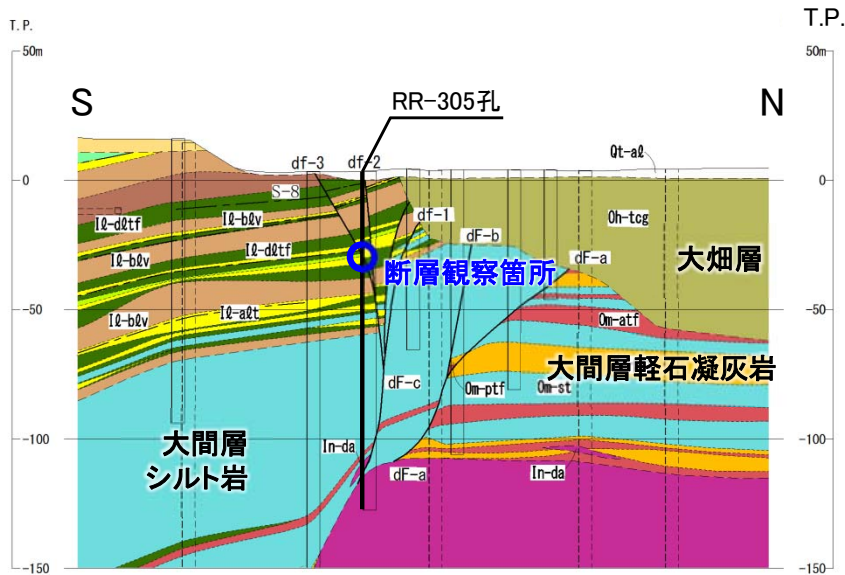 T.P.
T.P.
50m
50m
S
RR-305孔
N
Qt-al
df-3
df-2
0
0
S-8
Il-dltf
Il-blv
df-1
Oh-tcg
Il-dltf
dF-b
大畑層
Il-blv
断層観察箇所
dF-a
-50
-50
Il-blv
Il-alt
Om-atf
大間層軽石凝灰岩
dF-c
Om-ptf
Om-st
-100
-100
大間層
シルト岩
In-da
dF-a
In-da
-150
-150